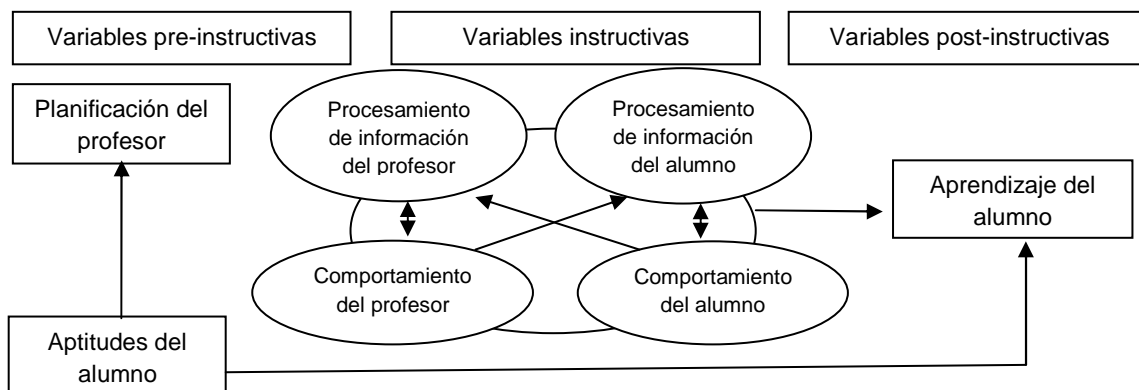 Variables pre-instructivas
Variables instructivas
Variables post-instructivas
Planificación del
profesor
Procesamiento
de información
del profesor
Procesamiento
de información
del alumno
Aprendizaje del
alumno
Comportamiento
del profesor
Comportamiento
del alumno
Aptitudes del
alumno